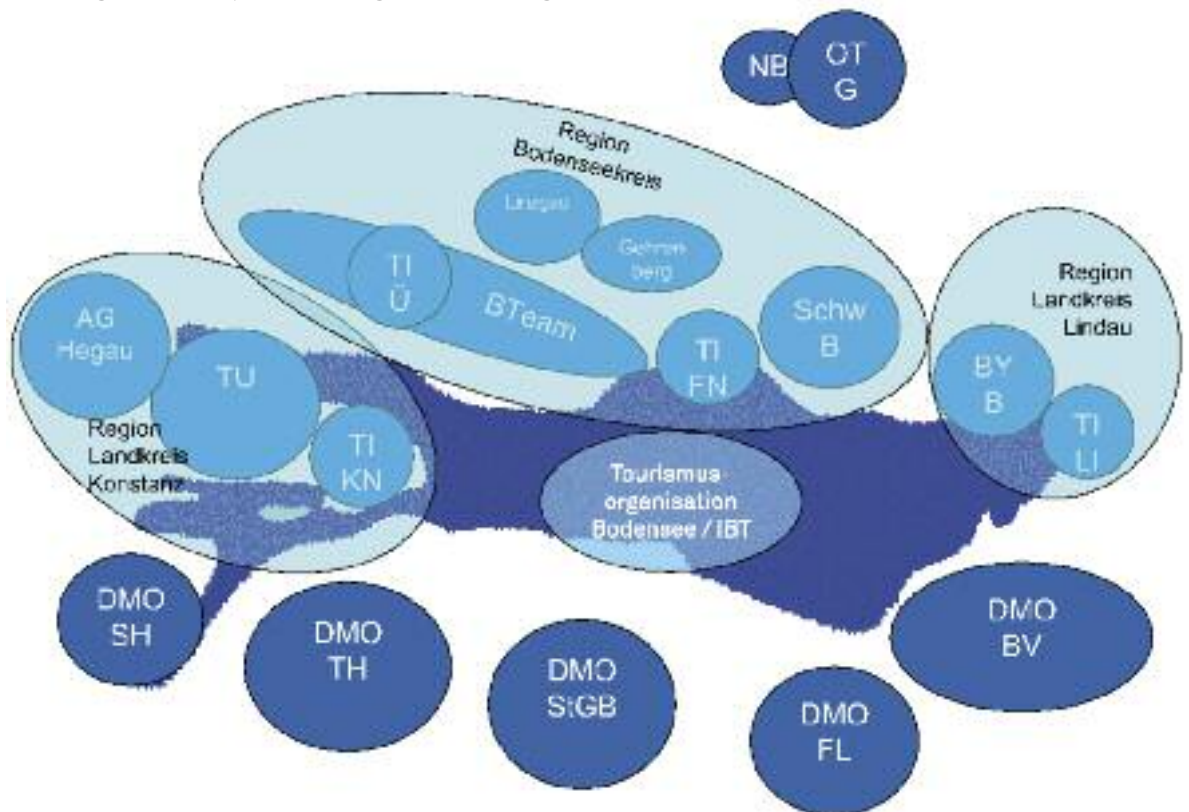 NB
OT
G
Region
Bodenseekreis
Linzgau
Gehren
berg
TI
Ü
BTeam
Schw
B
TI
FN
Region
Landkreis
Lindau
BY
B
TI
LI
AG
Hegau
TU
TI
KN
Region
Landkreis
Konstanz
Tourismus-
organisation
Bodensee / IBT
DMO
SH
DMO
TH
DMO
StGB
DMO
FL
DMO
BV